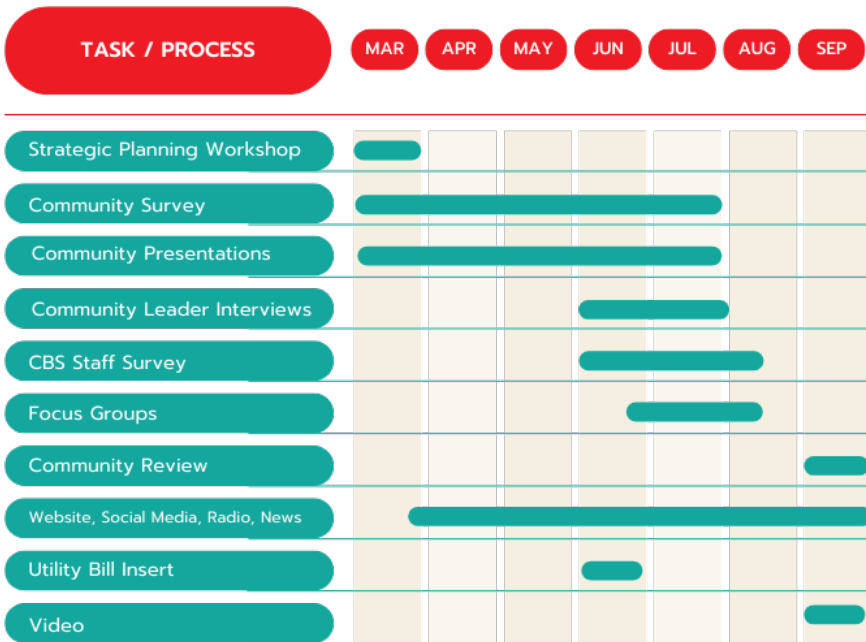 TASK / PROCESS MAR APR MAY JUN JUL AUG SEP
Strategic Planning Workshop
Community Survey
Community Presentations
Community Leader Interviews
CBS Staff Survey
Focus Groups
Community Review
Website, Social Media, Radio, News
Utility Bill Insert
Video